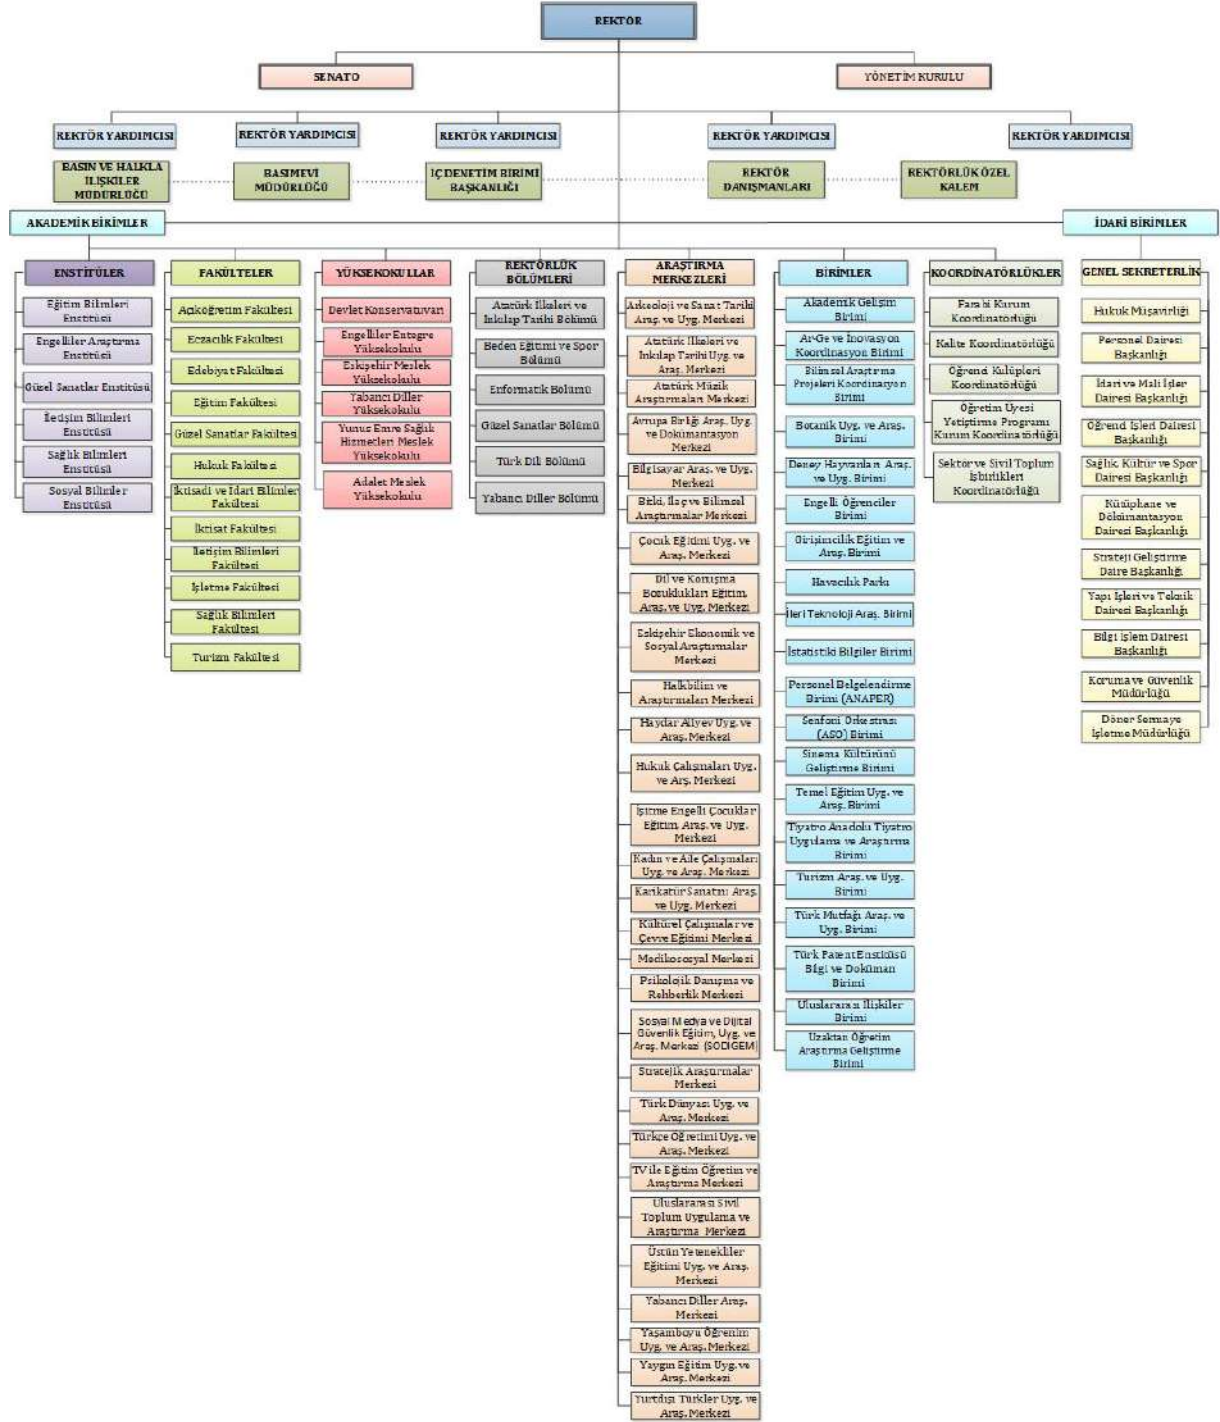 REKTÖR
SENATO
YÖNETİM KURULU
REKTÖR YARDIMCISI
REKTÖR YARDIMCISI
REKTÖR YARDIMCISI
REKTÖR YARDIMCISI
REKTÖR YARDIMCISI
BASIN VE HALKLA
İLİŞKİLER
MÜDÜRLÜĞÜ
BASIMEVİ
MÜDÜRLÜĞÜ
İÇ DENETİM BİRİMİ
BAŞKANLIĞI
REKTÖR
DANIŞMANLARI
REKTÖRLÜK ÖZEL
KALEM
AKADEMİK BİRİMLER
İDARİ BİRİMLER
ENSTİTÜLER
Eğitim Bilimleri
Enstitüsü
Engelliler Araştırma
Enstitüsü
Güzel Sanatlar Enstitüsü
İletişim Bilimleri
Enstitüsü
Sağlık Bilimleri
Enstitüsü
Sosyal Bilimler
Enstitüsü
FAKÜLTELER
Açıköğretim Fakültesi
Eczacılık Fakültesi
Edebiyat Fakültesi
Eğitim Fakültesi
Güzel Sanatlar Fakültesi
Hukuk Fakültesi
İktisadi ve İdari Bilimler
Fakültesi
İktisat Fakültesi
İletişim Bilimleri
Fakültesi
İşletme Fakültesi
Sağlık Bilimleri
Fakültesi
Turizm Fakültesi
YÜKSEKOKULLAR
Devlet Konservatuvarı
Engelliler Entegre
Yüksekokulu
Eskişehir Meslek
Yüksekokulu
Yabancı Diller
Yüksekokulu
Yunus Emre Sağlık
Hizmetleri Meslek
Yüksekokulu
Adalet Meslek
Yüksekokulu
REKTÖRLÜK
BÖLÜMLERİ
Atatürk İlkeleri ve
İnkılap Tarihi Bölümü
Beden Eğitimi ve Spor
Bölümü
Enformatik Bölümü
Güzel Sanatlar Bölümü
Türk Dili Bölümü
Yabancı Diller Bölümü
ARAŞTIRMA
MERKEZLERİ
Arkeoloji ve Sanat Tarihi
Araş. ve Uyg. Merkezi
Atatürk İlkeleri ve
İnkılap Tarihi Uyg. ve
Araş. Merkezi
Atatürk Müzik
Araştırmaları Merkezi
Avrupa Birliği Araş. Uyg.
ve Dokümantasyon
Merkezi
Bilgisayar Araş. ve Uyg.
Merkezi
Bitki, İlaç ve Bilimsel
Araştırmalar Merkezi
Çocuk Eğitimi Uyg. ve
Araş. Merkezi
Dil ve Konuşma
Bozuklukları Eğitim,
Araş. ve Uyg. Merkezi
Eskişehir Ekonomik ve
Sosyal Araştırmalar
Merkezi
Halkbilim ve
Araştırmaları Merkezi
Haydar Aliyev Uyg. ve
Araş. Merkezi
Hukuk Çalışmaları Uyg.
ve Arş. Merkezi
İşitme Engelli Çocuklar
Eğitim, Araş. ve Uyg.
Merkezi
Kadın ve Aile Çalışmaları
Uyg. ve Araş. Merkezi
Karikatür Sanatını Araş.
ve Uyg. Merkezi
Kültürel Çalışmalar ve
Çevre Eğitimi Merkezi
Medikososyal Merkezi
Psikolojik Danışma ve
Rehberlik Merkezi
Sosyal Medya ve Dijital
Güvenlik Eğitim, Uyg. ve
Araş. Merkezi (SODİGEM)
Stratejik Araştırmalar
Merkezi
Türk Dünyası Uyg. ve
Araş. Merkezi
Türkçe Öğretimi Uyg. ve
Araş. Merkezi
TV ile Eğitim Öğretim ve
Araştırma Merkezi
Uluslararası Sivil
Toplum Uygulama ve
Araştırma Merkezi
Üstün Yetenekliler
Eğitimi Uyg. ve Araş.
Merkezi
Yabancı Diller Araş.
Merkezi
Yaşamboyu Öğrenim
Uyg. ve Araş. Merkezi
Yaygın Eğitim Uyg. ve
Araş. Merkezi
Yurtdışı Türkler Uyg. ve
Araş. Merkezi
BİRİMLER
Akademik Gelişim
Birimi
Ar-Ge ve İnovasyon
Koordinasyon Birimi
Bilimsel Araştırma
Projeleri Koordinasyon
Birimi
Botanik Uyg. ve Araş.
Birimi
Deney Hayvanları Araş.
ve Uyg. Birimi
Engelli Öğrenciler
Birimi
Girişimcilik Eğitim ve
Araş. Birimi
Havacılık Parkı
İleri Teknoloji Araş. Birimi
İstatistiki Bilgiler Birimi
Personel Belgelendirme
Birimi (ANAPER)
Senfoni Orkestrası
(ASO) Birimi
Sinema Kültürünü
Geliştirme Birimi
Temel Eğitim Uyg. ve
Araş. Birimi
Tiyatro Anadolu Tiyatro
Uygulama ve Araştırma
Birimi
Turizm Araş. ve Uyg.
Birimi
Türk Mutfağı Araş. ve
Uyg. Birimi
Türk Patent Enstitüsü
Bilgi ve Doküman
Birimi
Uluslararası İlişkiler
Birimi
Uzaktan Öğretim
Araştırma Geliştirme
Birimi
KOORDİNATÖRLÜKLER
Farabi Kurum
Koordinatörlüğü
Kalite Koordinatörlüğü
Öğrenci Kulüpleri
Koordinatörlüğü
Öğretim Üyesi
Yetiştirme Programı
Kurum Koordinatörlüğü
Sektör ve Sivil Toplum
İşbirlikleri
Koordinatörlüğü
GENEL SEKRETERLİK
Hukuk Müşavirliği
Personel Dairesi
Başkanlığı
İdari ve Mali İşler
Dairesi Başkanlığı
Öğrenci İşleri Dairesi
Başkanlığı
Sağlık, Kültür ve Spor
Dairesi Başkanlığı
Kütüphane ve
Dökümantasyon
Dairesi Başkanlığı
Strateji Geliştirme
Daire Başkanlığı
Yapı İşleri ve Teknik
Dairesi Başkanlığı
Bilgi İşlem Dairesi
Başkanlığı
Koruma ve Güvenlik
Müdürlüğü
Döner Sermaye
İşletme Müdürlüğü